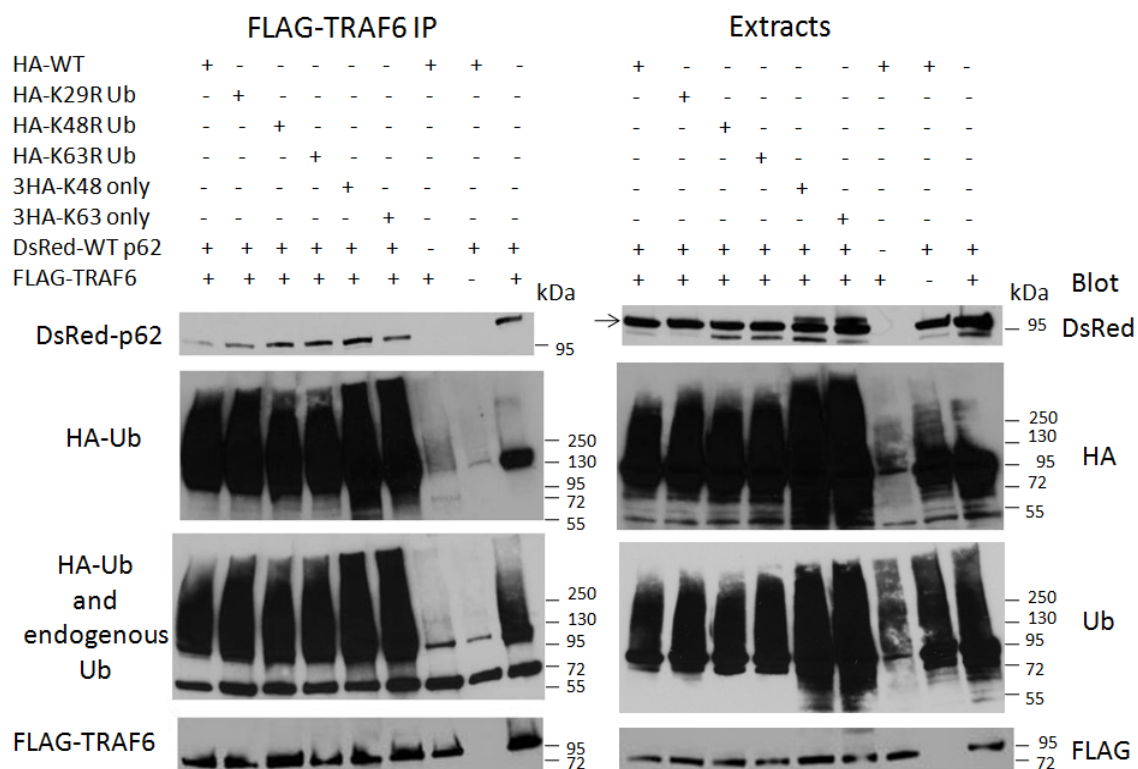 FLAG-TRAF6 IP Extracts
HA-WT + - - - - - + + - + - - - - - + + -
HA-K29R Ub - + - - - - - - - - + - - - - - - -
HA-K48R Ub - - + - - - - - - - - + - - - - - -
HA-K63R Ub - - - + - - - - - - - - + - - - - -
3HA-K48 only - - - - + - - - - - - - - + - - - -
3HA-K63 only - - - - - + - - - - - - - - + - - -
DsRed-WT p62 + + + + + + - + + + + + + + + - + +
FLAG-TRAF6 + + + + + + + - + + + + + + + + - +
kDa kDa Blot
DsRed-p62 95 95 DsRed
HA-Ub HA
250 250
130 130
95 95
72 72
55 55
HA-Ub
and
endogenous
Ub
Ub
250 250
130 130
95 95
72 72
55 55
FLAG-TRAF6 95 95 FLAG
72 72